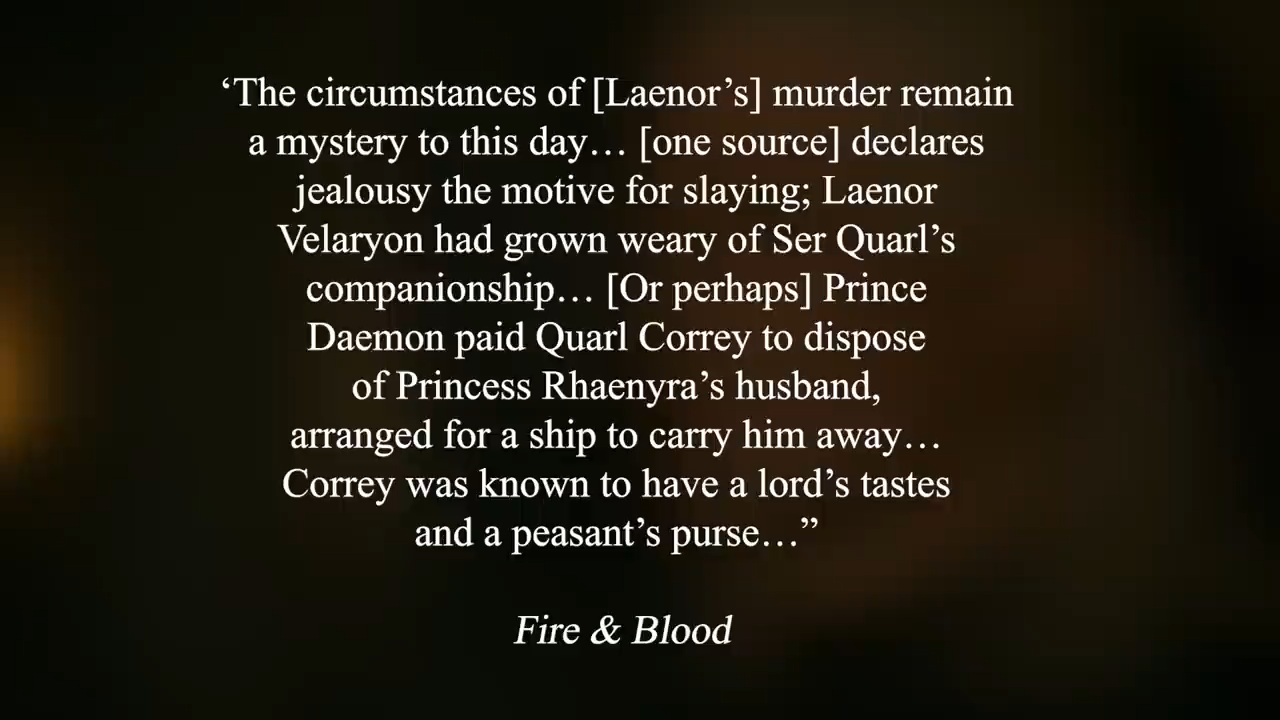 ‘The circumstances of [Laenor’s] murder remain
a mystery to this day… [one source] declares
jealousy the motive for slaying; Laenor
Velaryon had grown weary of Ser Quarl’s
companionship… [Or perhaps] Prince
Daemon paid Quarl Correy to dispose
of Princess Rhaenyra’s husband,
arranged for a ship to carry him away…
Correy was known to have a lord’s tastes
and a peasant’s purse…”
Fire & Blood